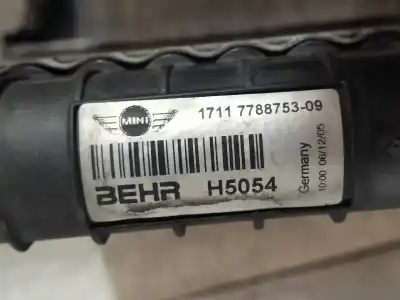 MINI
1711 7788753-09
BEHR H5054
Germany
10:00 06/12/05